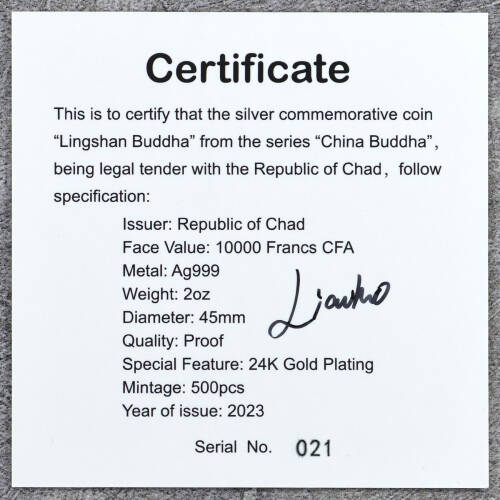 Certificate
This is to certify that the silver commemorative coin
“Lingshan Buddha” from the series “China Buddha”,
being legal tender with the Republic of Chad, follow
specification:
Issuer: Republic of Chad
Face Value: 10000 Francs CFA
Metal: Ag999
Weight: 2oz
Diameter: 45mm
Quality: Proof
Special Feature: 24K Gold Plating
Mintage: 500pcs
Year of issue: 2023
Serial No. 021